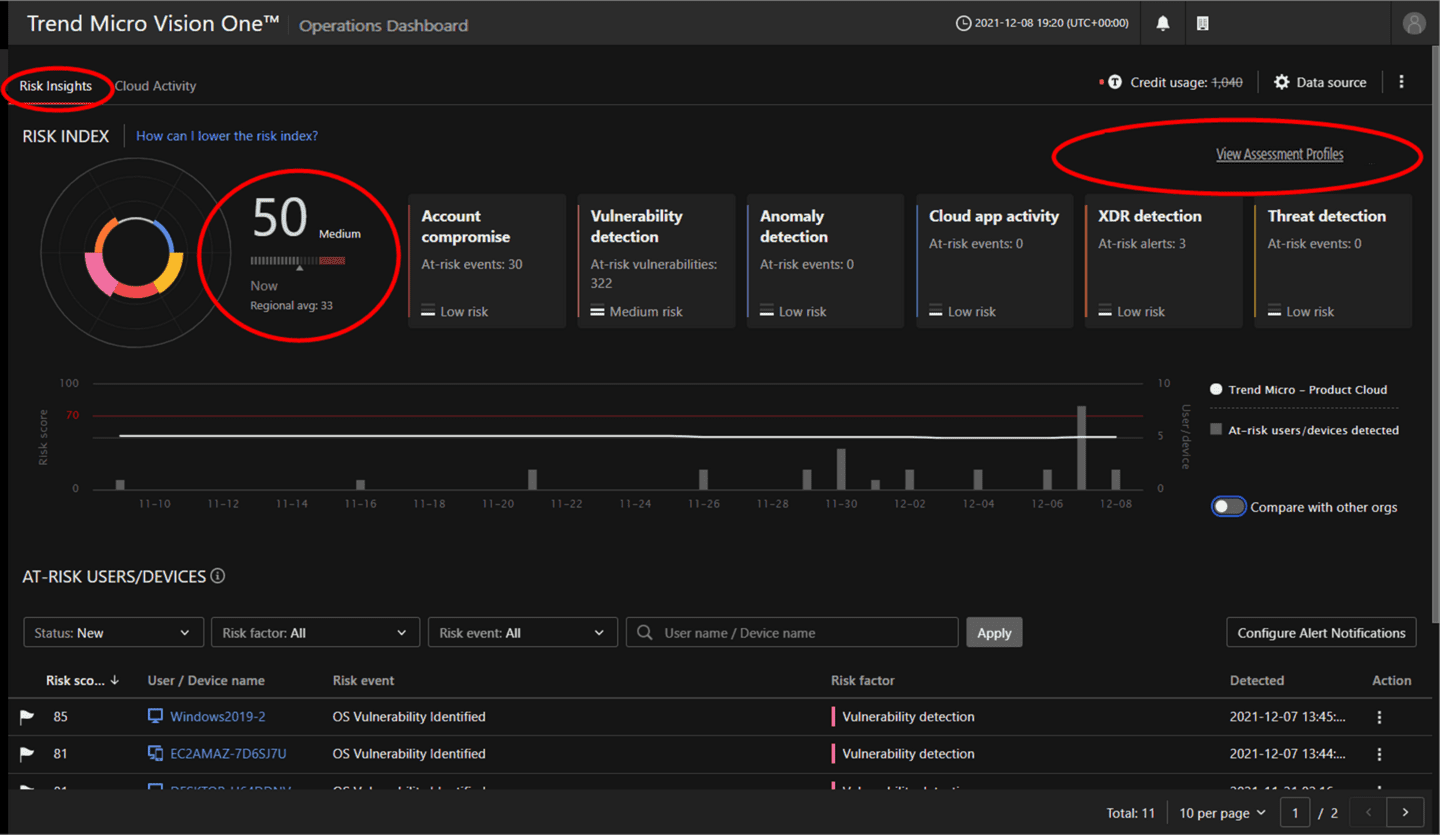 Trend Micro Vision One™ Operations Dashboard
2021-12-08 19:20 (UTC+00:00)
Risk Insights Cloud Activity
T Credit usage: 1,040 Data source
RISK INDEX How can I lower the risk index?
View Assessment Profiles
50 Medium
Now
Regional avg: 33
Account
compromise
At-risk events: 30
Low risk
Vulnerability
detection
At-risk vulnerabilities:
322
Medium risk
Anomaly
detection
At-risk events: 0
Low risk
Cloud app activity
At-risk events: 0
Low risk
XDR detection
At-risk alerts: 3
Low risk
Threat detection
At-risk events: 0
Low risk
Risk score
100
70
0
10
5
0
User/device
11-10 11-12 11-14 11-16 11-18 11-20 11-22 11-24 11-26 11-28 11-30 12-02 12-04 12-06 12-08
Trend Micro - Product Cloud
At-risk users/devices detected
Compare with other orgs
AT-RISK USERS/DEVICES
Status: New Risk factor: All Risk event: All User name / Device name Apply Configure Alert Notifications
Risk sco... User / Device name Risk event Risk factor Detected Action
85 Windows2019-2 OS Vulnerability Identified Vulnerability detection 2021-12-07 13:45:...
81 EC2AMAZ-7D6SJ7U OS Vulnerability Identified Vulnerability detection 2021-12-07 13:44:...
Total: 11 10 per page 1 / 2